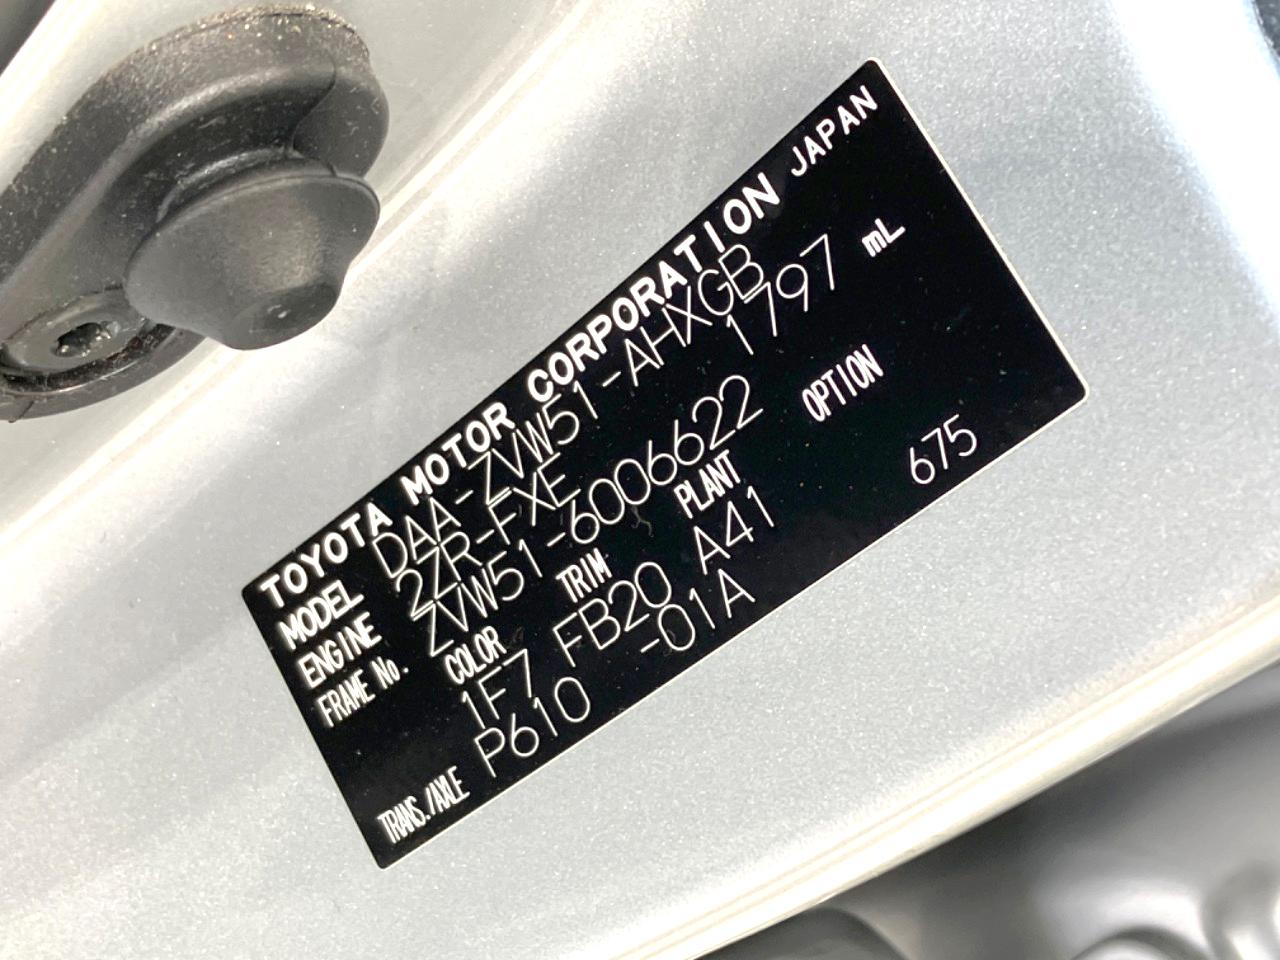 TOYOTA MOTOR CORPORATION JAPAN
MODEL DAA-ZVW51-AHXGB
ENGINE 2ZR-FXE 1797 mL
FRAME No. ZVW51-6006622
COLOR TRIM PLANT OPTION
1F7 FB20 A41 675
TRANS./AXLE P610 -01A